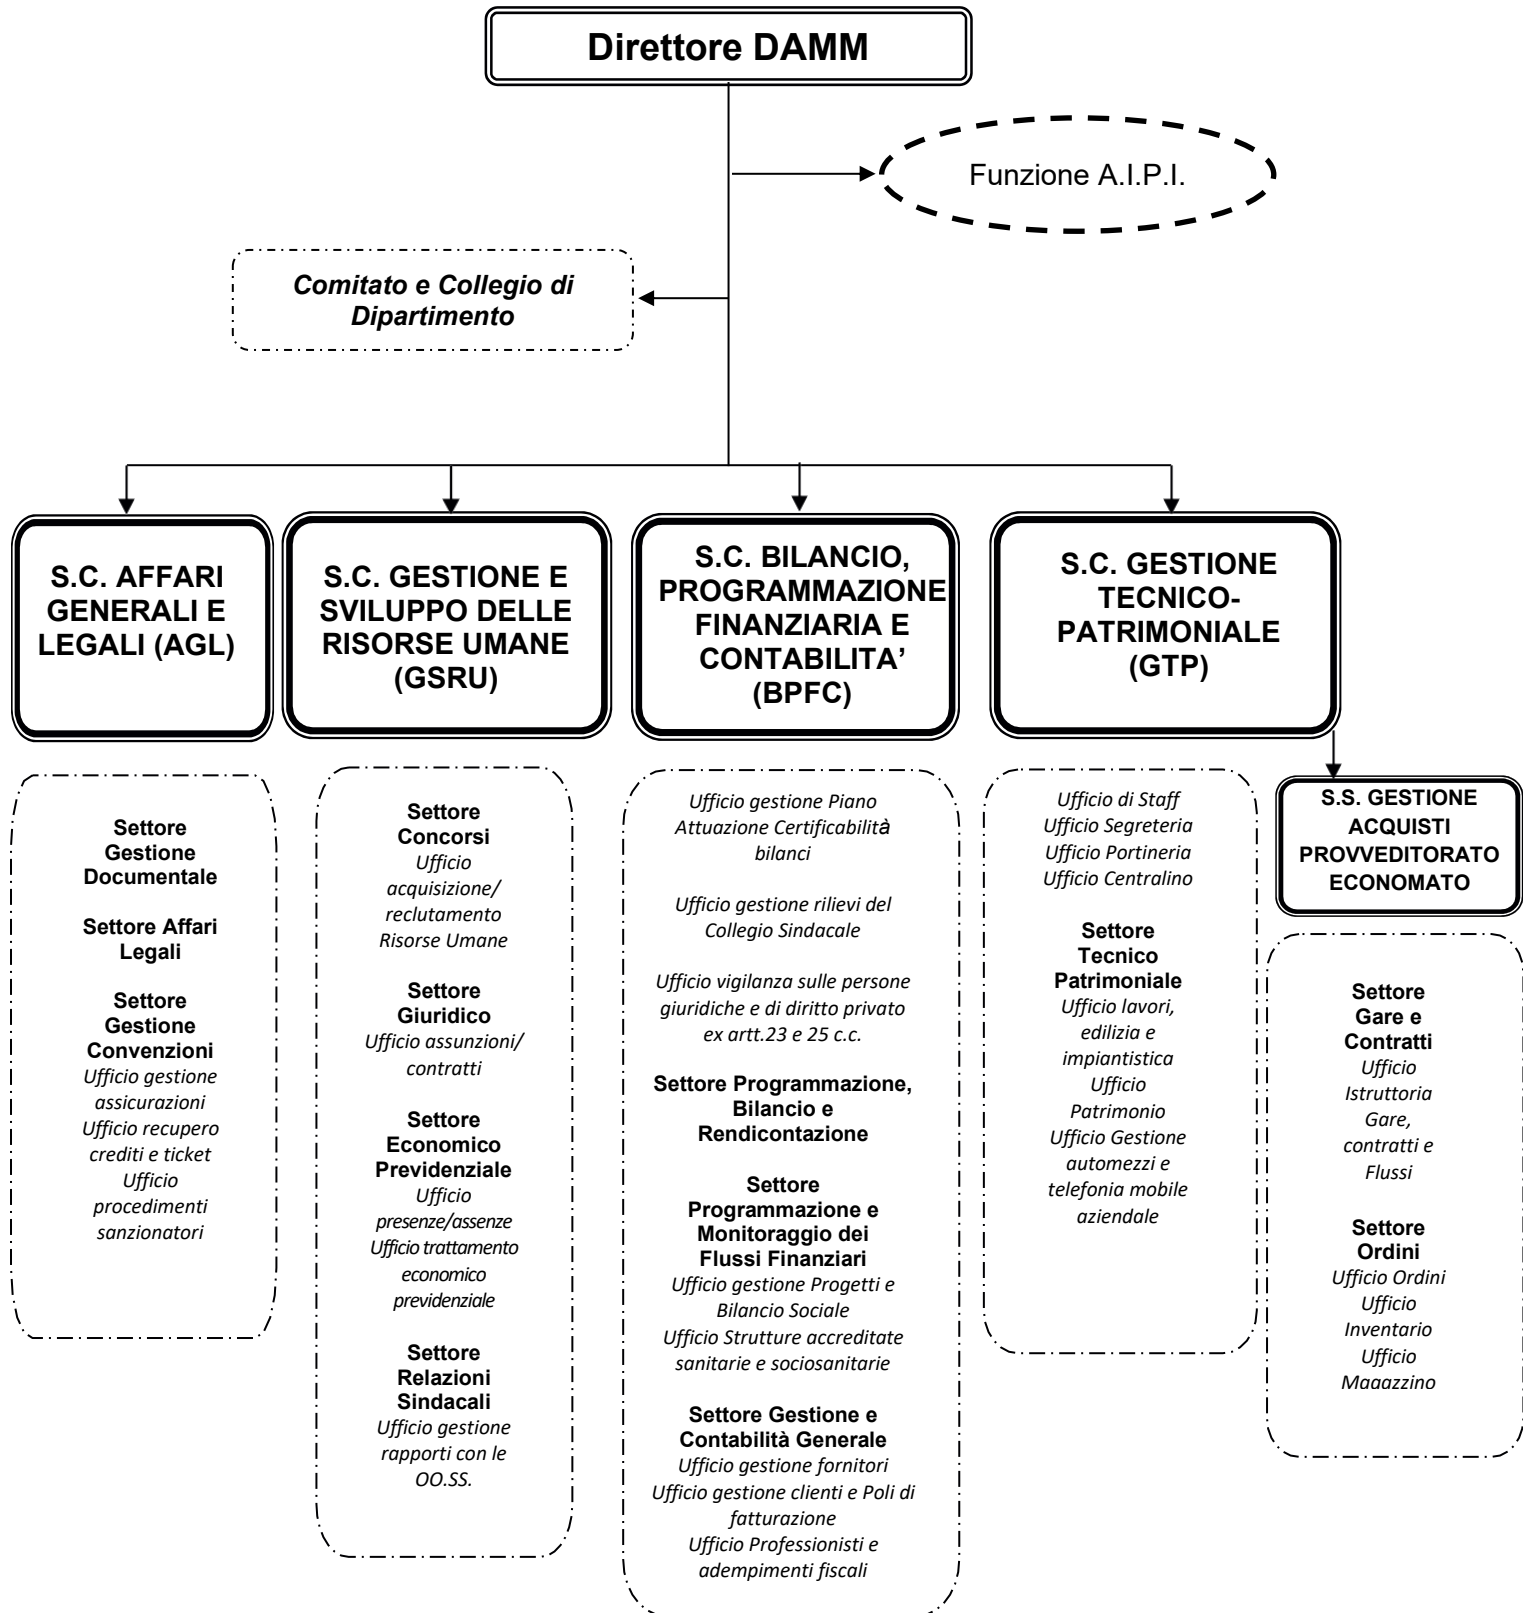 Direttore DAMM
Funzione A.I.P.I.
Comitato e Collegio di
Dipartimento
S.C. AFFARI
GENERALI E
LEGALI (AGL)
S.C. GESTIONE E
SVILUPPO DELLE
RISORSE UMANE
(GSRU)
S.C. BILANCIO,
PROGRAMMAZIONE
FINANZIARIA E
CONTABILITA’
(BPFC)
S.C. GESTIONE
TECNICO-
PATRIMONIALE
(GTP)
Settore
Gestione
Documentale
Settore Affari
Legali
Settore
Gestione
Convenzioni
Ufficio gestione
assicurazioni
Ufficio recupero
crediti e ticket
Ufficio
procedimenti
sanzionatori
Settore
Concorsi
Ufficio
acquisizione/
reclutamento
Risorse Umane
Settore
Giuridico
Ufficio assunzioni/
contratti
Settore
Economico
Previdenziale
Ufficio
presenze/assenze
Ufficio trattamento
economico
previdenziale
Settore
Relazioni
Sindacali
Ufficio gestione
rapporti con le
OO.SS.
Ufficio gestione Piano
Attuazione Certificabilità
bilanci
Ufficio gestione rilievi del
Collegio Sindacale
Ufficio vigilanza sulle persone
giuridiche e di diritto privato
ex artt.23 e 25 c.c.
Settore Programmazione,
Bilancio e
Rendicontazione
Settore
Programmazione e
Monitoraggio dei
Flussi Finanziari
Ufficio gestione Progetti e
Bilancio Sociale
Ufficio Strutture accreditate
sanitarie e sociosanitarie
Settore Gestione e
Contabilità Generale
Ufficio gestione fornitori
Ufficio gestione clienti e Poli di
fatturazione
Ufficio Professionisti e
adempimenti fiscali
Ufficio di Staff
Ufficio Segreteria
Ufficio Portineria
Ufficio Centralino
Settore
Tecnico
Patrimoniale
Ufficio lavori,
edilizia e
impiantistica
Ufficio
Patrimonio
Ufficio Gestione
automezzi e
telefonia mobile
aziendale
S.S. GESTIONE
ACQUISTI
PROVVEDITORATO
ECONOMATO
Settore
Gare e
Contratti
Ufficio
Istruttoria
Gare,
contratti e
Flussi
Settore
Ordini
Ufficio Ordini
Ufficio
Inventario
Ufficio
Magazzino